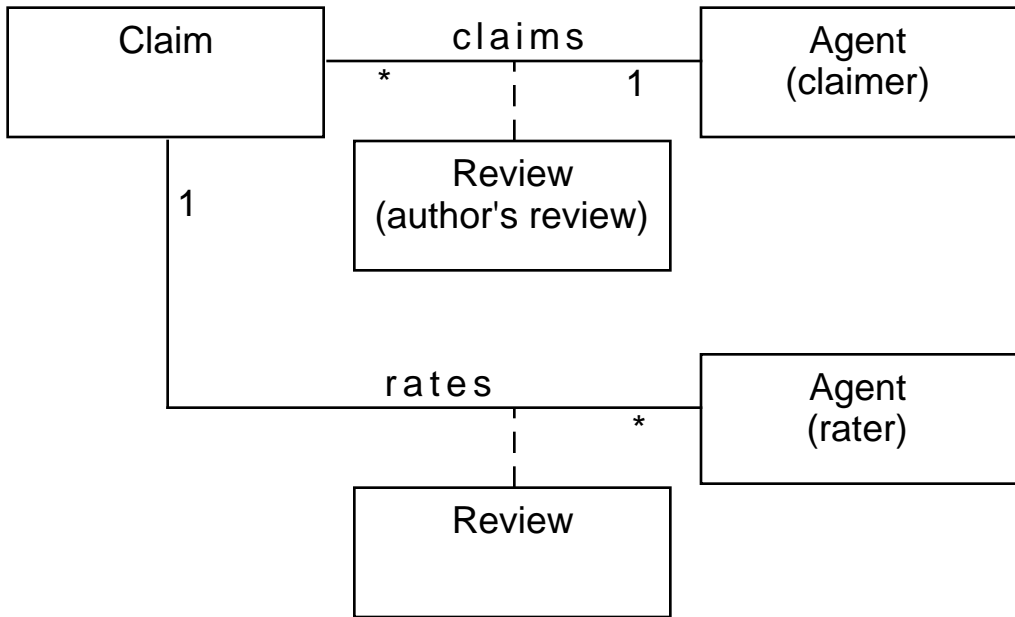 Claim
claims
*
1
Agent
(claimer)
Review
(author's review)
1
rates
*
Agent
(rater)
Review